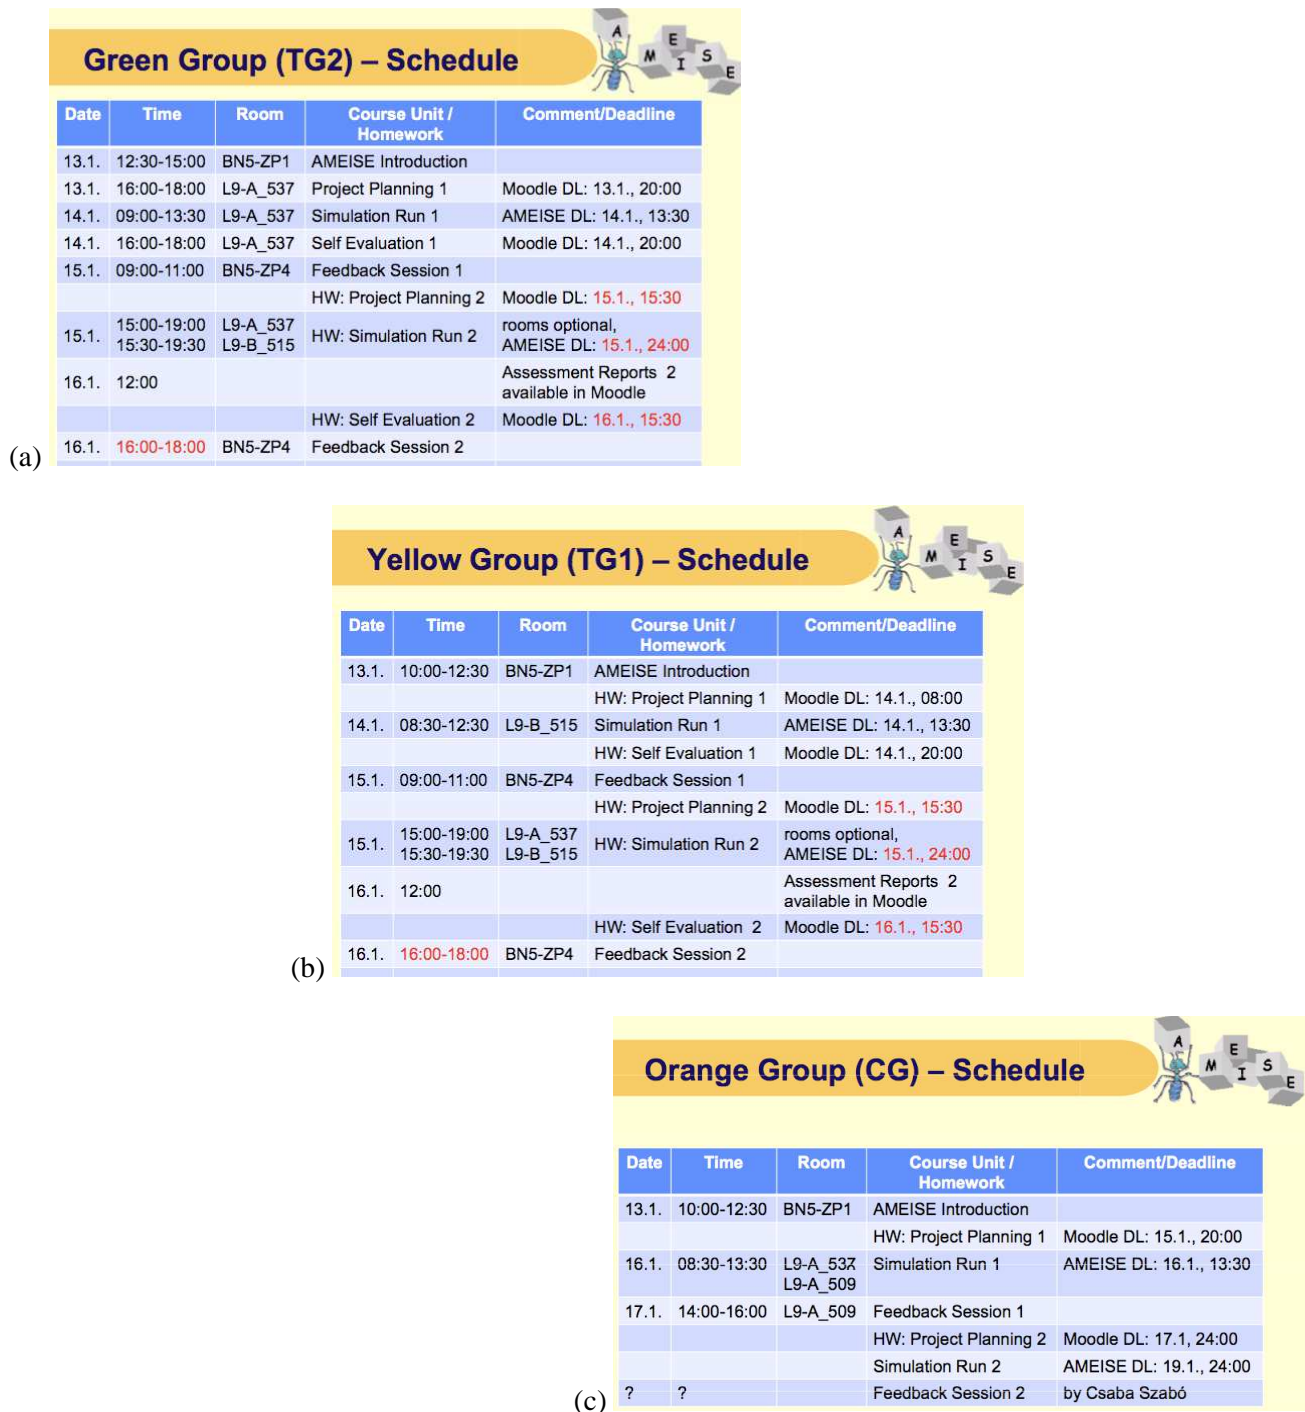 Green Group (TG2) – Schedule
A M E I S E
Date Time Room Course Unit / Homework Comment/Deadline
13.1. 12:30-15:00 BN5-ZP1 AMEISE Introduction
13.1. 16:00-18:00 L9-A_537 Project Planning 1 Moodle DL: 13.1., 20:00
14.1. 09:00-13:30 L9-A_537 Simulation Run 1 AMEISE DL: 14.1., 13:30
14.1. 16:00-18:00 L9-A_537 Self Evaluation 1 Moodle DL: 14.1., 20:00
15.1. 09:00-11:00 BN5-ZP4 Feedback Session 1
HW: Project Planning 2 Moodle DL: 15.1., 15:30
15.1. 15:00-19:00 L9-A_537 HW: Simulation Run 2 rooms optional,
15:30-19:30 L9-B_515 AMEISE DL: 15.1., 24:00
16.1. 12:00 Assessment Reports 2
available in Moodle
HW: Self Evaluation 2 Moodle DL: 16.1., 15:30
16.1. 16:00-18:00 BN5-ZP4 Feedback Session 2
(a)
Yellow Group (TG1) – Schedule
A M E I S E
Date Time Room Course Unit / Homework Comment/Deadline
13.1. 10:00-12:30 BN5-ZP1 AMEISE Introduction
HW: Project Planning 1 Moodle DL: 14.1., 08:00
14.1. 08:30-12:30 L9-B_515 Simulation Run 1 AMEISE DL: 14.1., 13:30
HW: Self Evaluation 1 Moodle DL: 14.1., 20:00
15.1. 09:00-11:00 BN5-ZP4 Feedback Session 1
HW: Project Planning 2 Moodle DL: 15.1., 15:30
15.1. 15:00-19:00 L9-A_537 HW: Simulation Run 2 rooms optional,
15:30-19:30 L9-B_515 AMEISE DL: 15.1., 24:00
16.1. 12:00 Assessment Reports 2
available in Moodle
HW: Self Evaluation 2 Moodle DL: 16.1., 15:30
16.1. 16:00-18:00 BN5-ZP4 Feedback Session 2
(b)
Orange Group (CG) – Schedule
A M E I S E
Date Time Room Course Unit / Homework Comment/Deadline
13.1. 10:00-12:30 BN5-ZP1 AMEISE Introduction
HW: Project Planning 1 Moodle DL: 15.1., 20:00
16.1. 08:30-13:30 L9-A_537 Simulation Run 1 AMEISE DL: 16.1., 13:30
L9-A_509
17.1. 14:00-16:00 L9-A_509 Feedback Session 1
HW: Project Planning 2 Moodle DL: 17.1, 24:00
Simulation Run 2 AMEISE DL: 19.1., 24:00
? ? Feedback Session 2 by Csaba Szabó
(c)